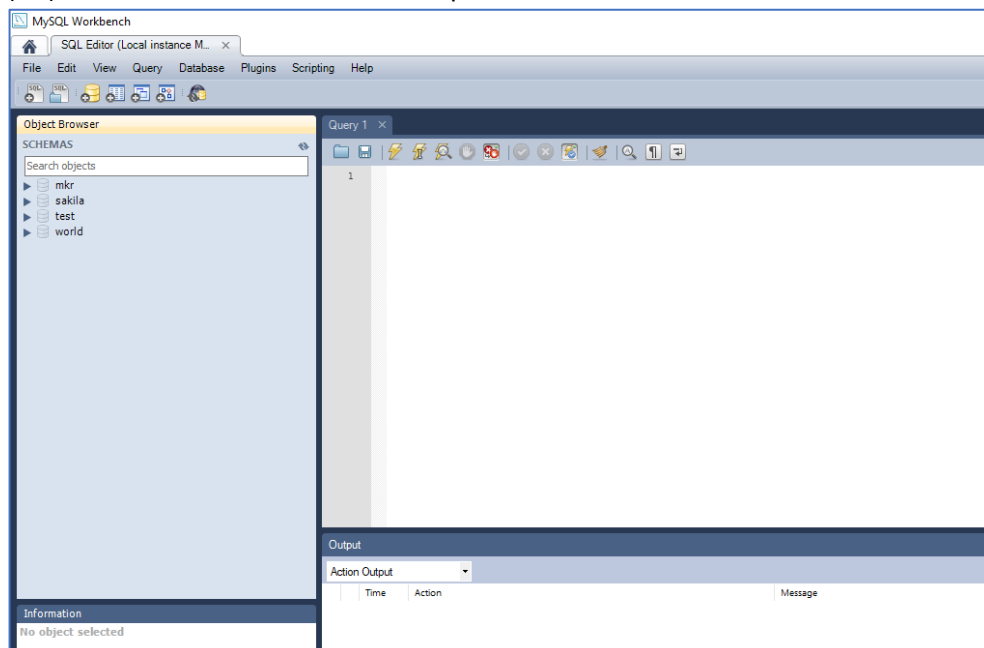 MySQL Workbench
SQL Editor (Local instance M...
File Edit View Query Database Plugins Scripting Help
Object Browser
SCHEMAS
Search objects
mkr
sakila
test
world
Query 1
1
Output
Action Output
Time Action Message
Information
No object selected